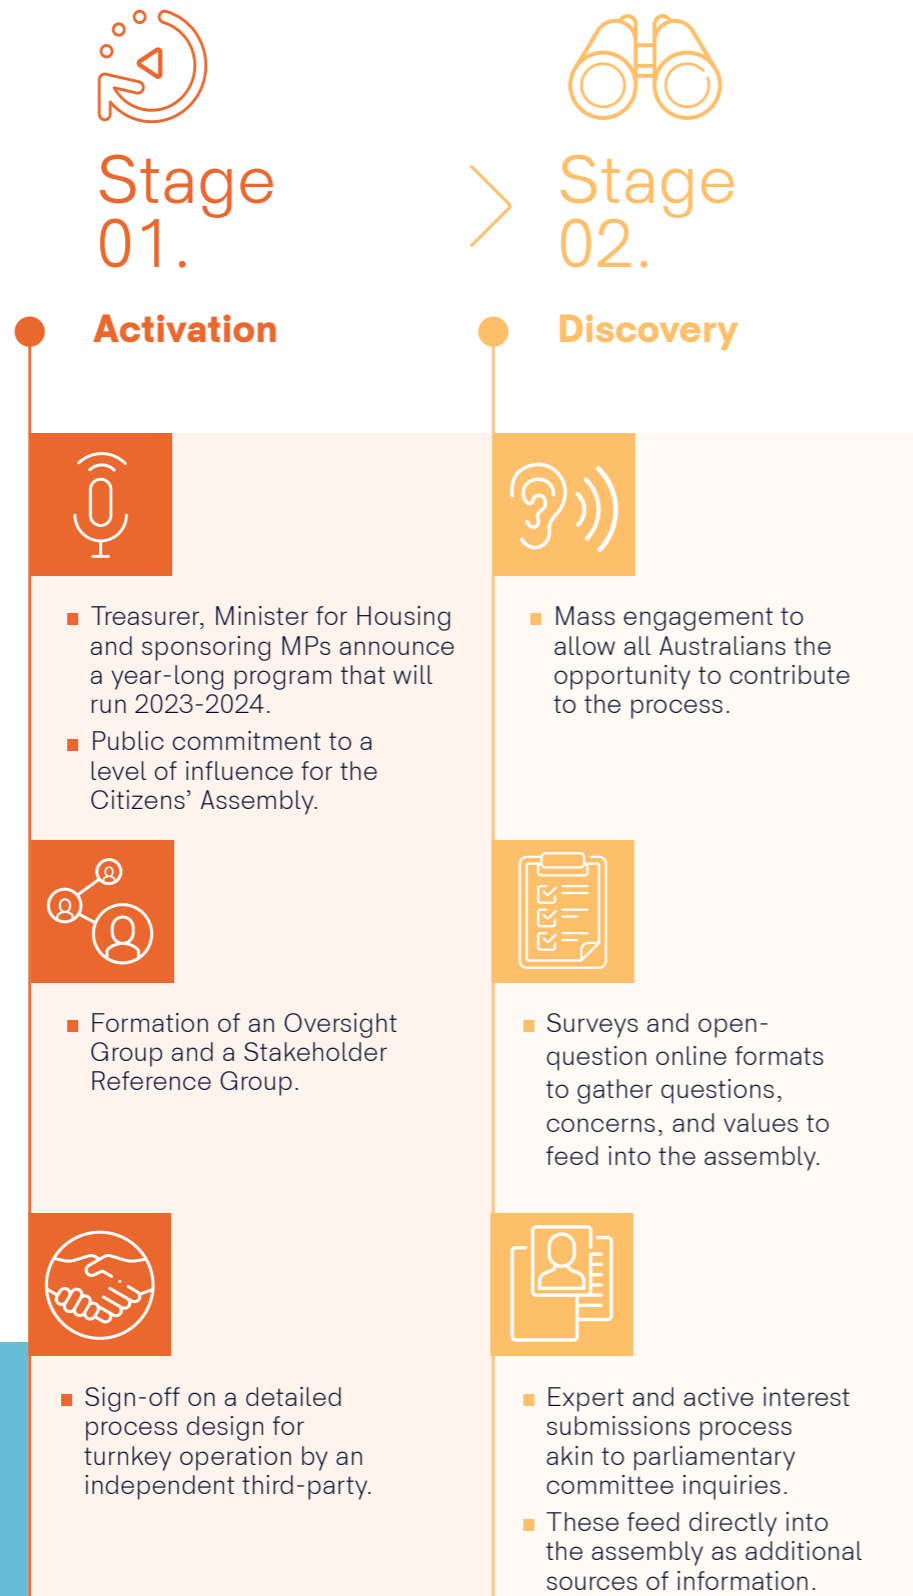 Stage
01.
Activation
Treasurer, Minister for Housing
and sponsoring MPs announce
a year-long program that will
run 2023-2024.
Public commitment to a
level of influence for the
Citizens’ Assembly.
Formation of an Oversight
Group and a Stakeholder
Reference Group.
Sign-off on a detailed
process design for
turnkey operation by an
independent third-party.
Stage
02.
Discovery
Mass engagement to
allow all Australians the
opportunity to contribute
to the process.
Surveys and open-
question online formats
to gather questions,
concerns, and values to
feed into the assembly.
Expert and active interest
submissions process
akin to parliamentary
committee inquiries.
These feed directly into
the assembly as additional
sources of information.